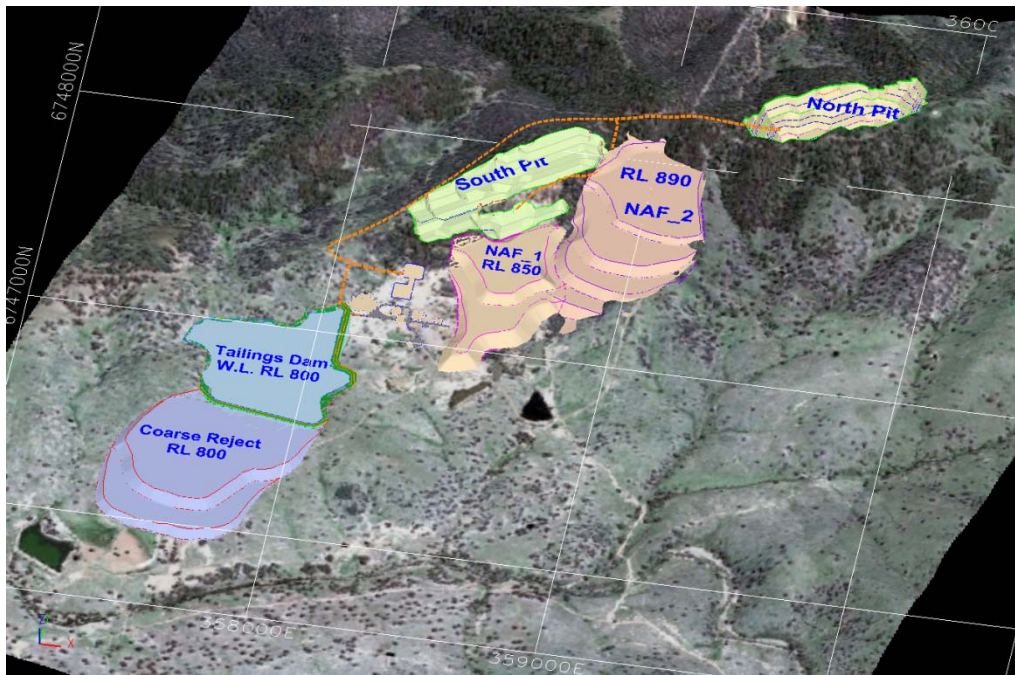 360C
6748000N
North Pit
South Pit
RL 890
NAF_2
NAF_1
RL 850
6747000N
Tailings Dam
W.L. RL 800
Coarse Reject
RL 800
358000E
359000E
Z
X